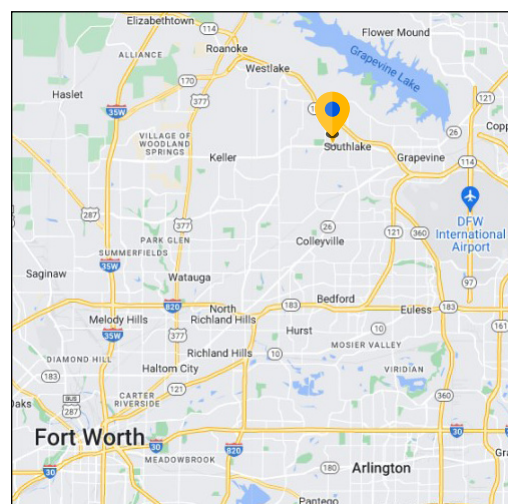 Elizabethtown
114
Flower Mound
Roanoke
ALLIANCE
Westlake
Grapevine Lake
170
Haslet
377
121
35W
26
VILLAGE OF
WOODLAND
SPRINGS
Keller
Southlake
Grapevine
114
287
377
DFW
International
Airport
26
121
360
PARK GLEN
Colleyville
SUMMERFIELDS
35W
Saginaw
Watauga
97
820
North
Richland Hills
183
Bedford
Euless
183
Melody Hills
161
35W
377
Hurst
10
MOSIER VALLEY
DIAMOND HILL
Richland Hills
10
183
Haltom City
VIRIDIAN
121
360
BUS
287
CARTER
RIVERSIDE
Fort Worth
30
30
MEADOWBROOK
820
30
180
Arlington
Pantego